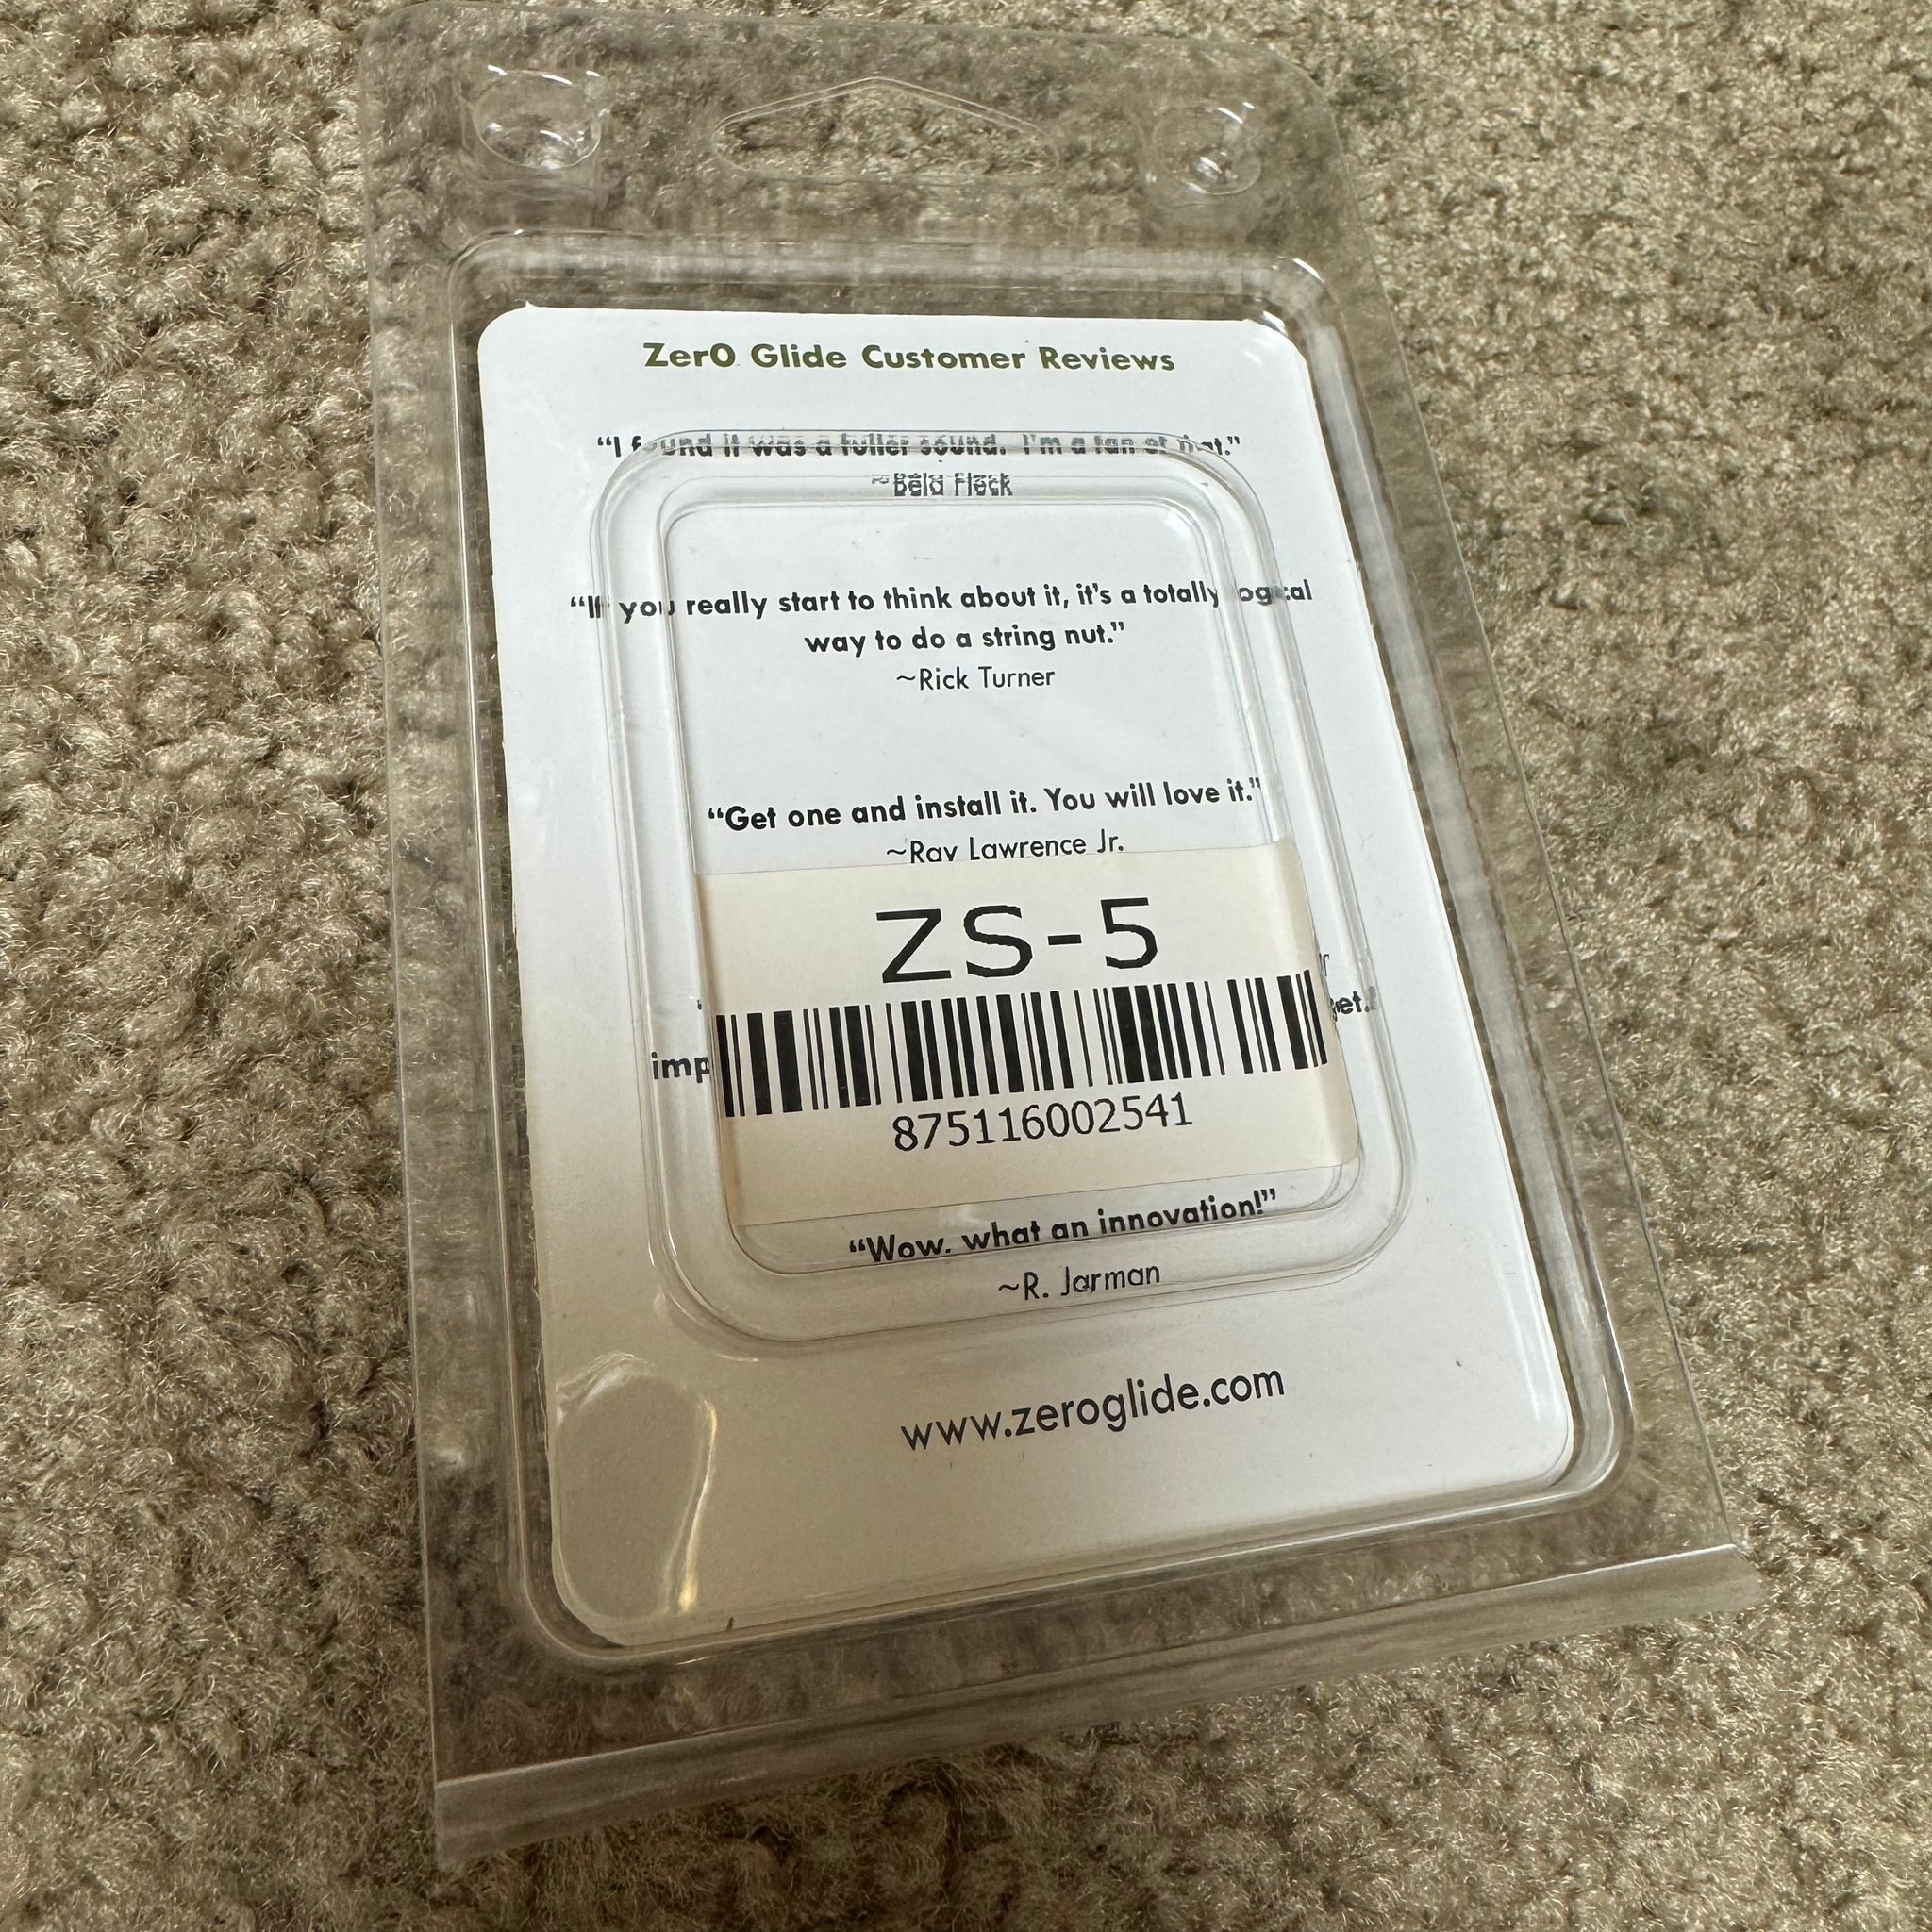 ZerO Glide Customer Reviews
“I found it was a fuller sound. I'm a fan of that.”
~Béla Fleck
“If you really start to think about it, it's a totally logical
way to do a string nut.”
~Rick Turner
“Get one and install it. You will love it.”
~Ray Lawrence Jr.
ZS-5
875116002541
“Wow, what an innovation!”
~R. Jarman
www.zeroglide.com